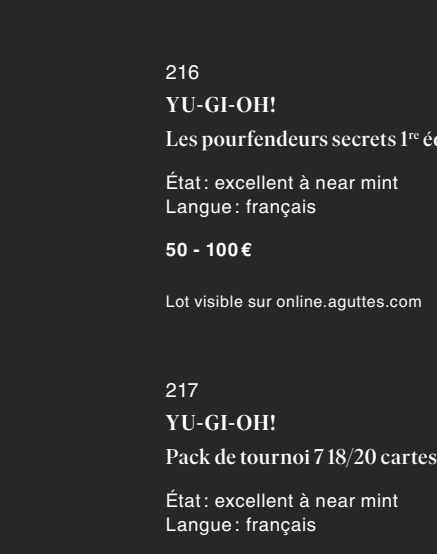 216
YU-GI-OH!
Les pourfendeurs secrets 1re
État : excellent à near mint
Langue : français
50 - 100 €
Lot visible sur online.aguttes.com
217
YU-GI-OH!
Pack de tournoi 7 18/20 cartes
État : excellent à near mint
Langue : français